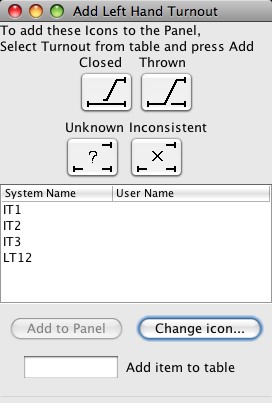 Add Left Hand Turnout
To add these Icons to the Panel,
Select Turnout from table and press Add
Closed Thrown
Unknown Inconsistent
? X
System Name User Name
IT1
IT2
IT3
LT12
Add to Panel Change icon...
Add item to table